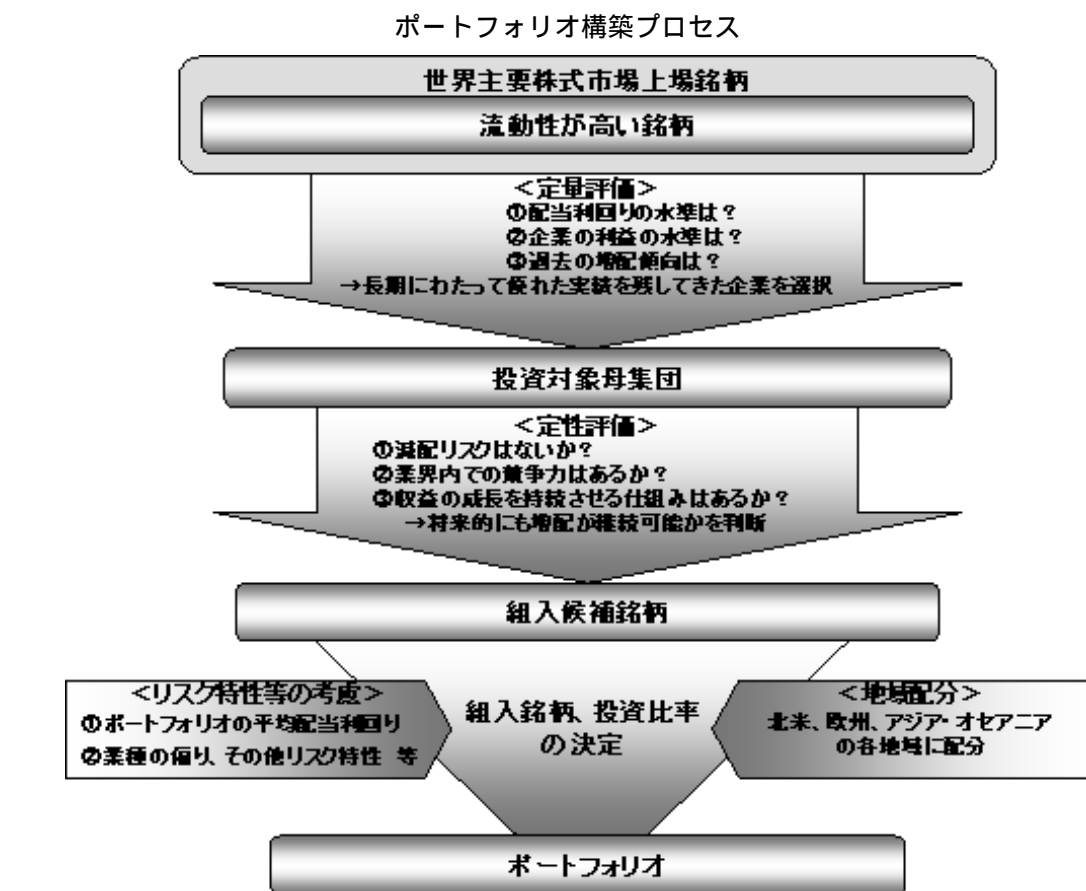 ポートフォリオ構築プロセス
世界主要株式市場上場銘柄
流動性が高い銘柄
<定量評価>
①配当利回りの水準は?
②企業の利益の水準は?
③過去の増配傾向は?
→長期にわたって優れた実績を残してきた企業を選択
投資対象母集団
<定性評価>
①減配リスクはないか?
②業界内での競争力はあるか?
③収益の成長を持続させる仕組みはあるか?
→将来的にも増配が継続可能かを判断
組入候補銘柄
<リスク特性等の考慮>
①ポートフォリオの平均配当利回り
②業種の偏り、その他リスク特性 等
組入銘柄、投資比率
の決定
<地域配分>
北米、欧州、アジア・オセアニア
の各地域に配分
ポートフォリオ